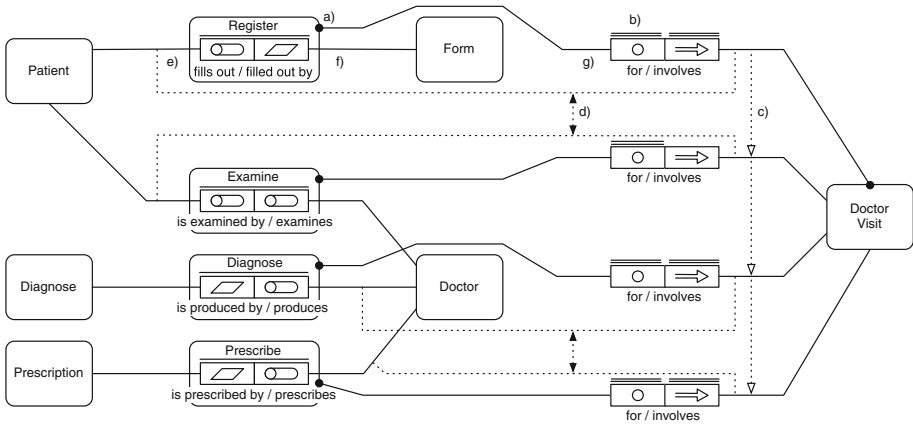 Register
a)
b)
Patient
e)
f)
Form
g)
fills out / filled out by
for / involves
d)
c)
Examine
for / involves
is examined by / examines
Doctor
Visit
Diagnose
Diagnose
Doctor
is produced by / produces
for / involves
Prescribe
Prescription
is prescribed by / prescribes
for / involves